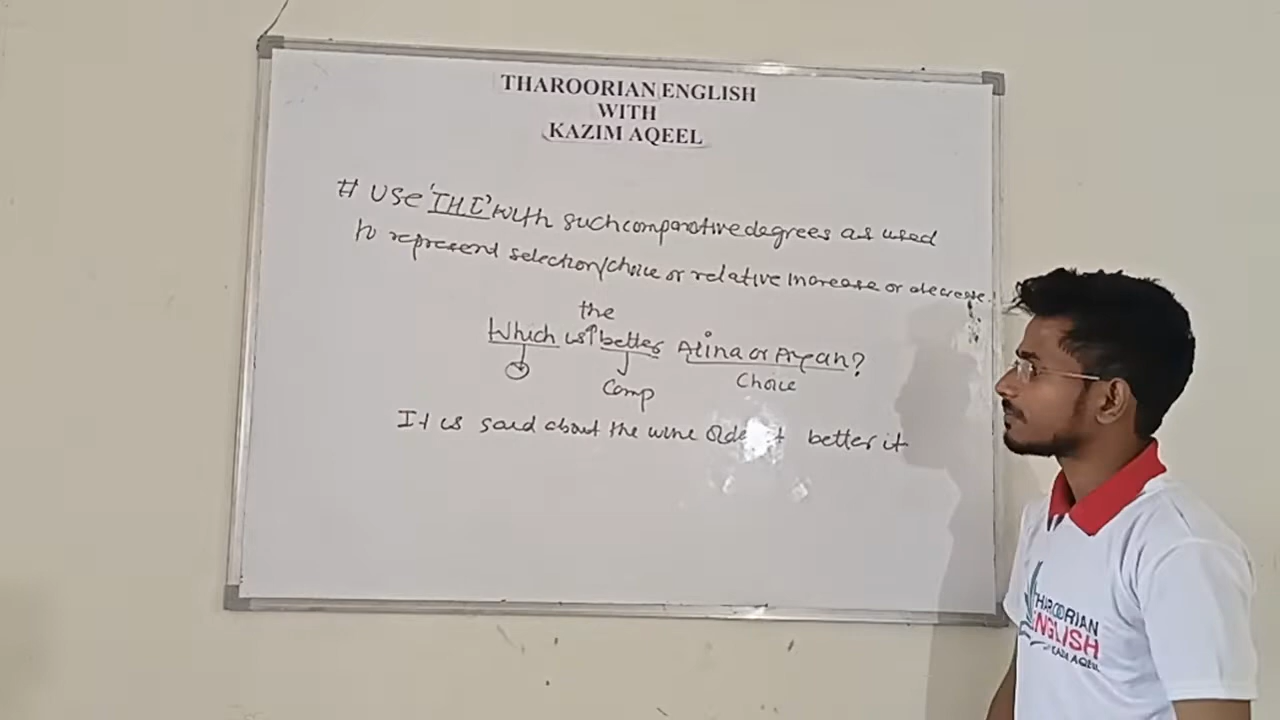 THAROORIAN ENGLISH
WITH
KAZIM AQEEL
# Use 'THE' with such comparative degrees as used
to represent selection/choice or relative increase or decrease.
the
Which is better Alina or Aryan?
Comp
Choice
It is said about the wine better it
THAROORIAN
ENGLISH
KAZIM AQEEL